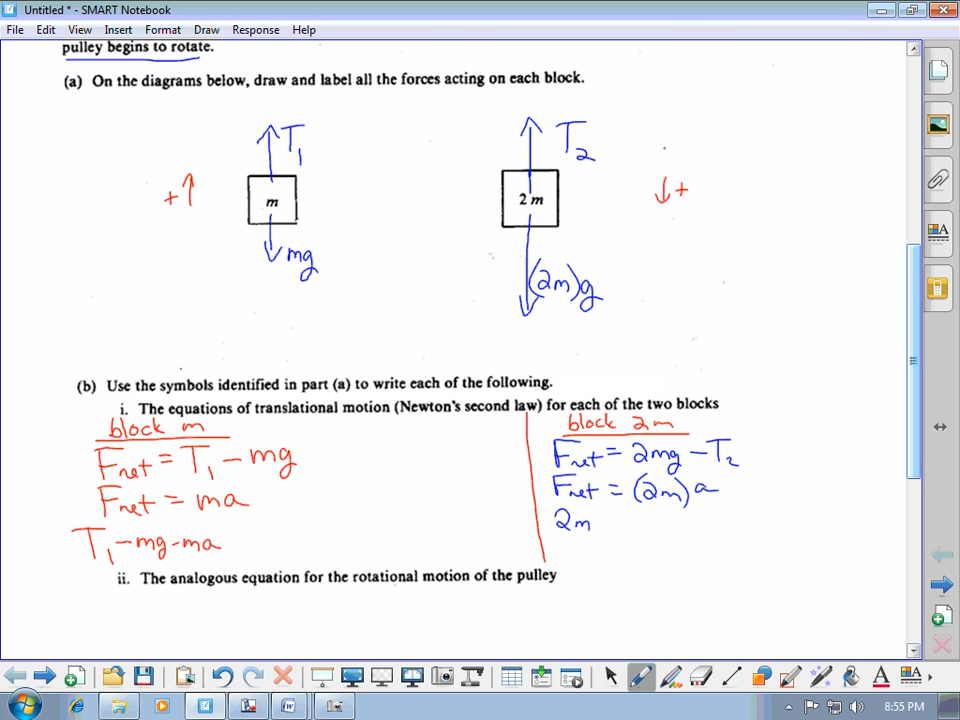 Untitled * - SMART Notebook
File Edit View Insert Format Draw Response Help
pulley begins to rotate.
(a) On the diagrams below, draw and label all the forces acting on each block.
T1
T2
+↑
m
2 m
↓+
mg
(2m)g
(b) Use the symbols identified in part (a) to write each of the following.
i. The equations of translational motion (Newton's second law) for each of the two blocks
block m
Fnet = T1 - mg
Fnet = ma
T1 - mg - ma
block 2m
Fnet = 2mg - T2
Fnet = (2m) a
2m
ii. The analogous equation for the rotational motion of the pulley
8:55 PM